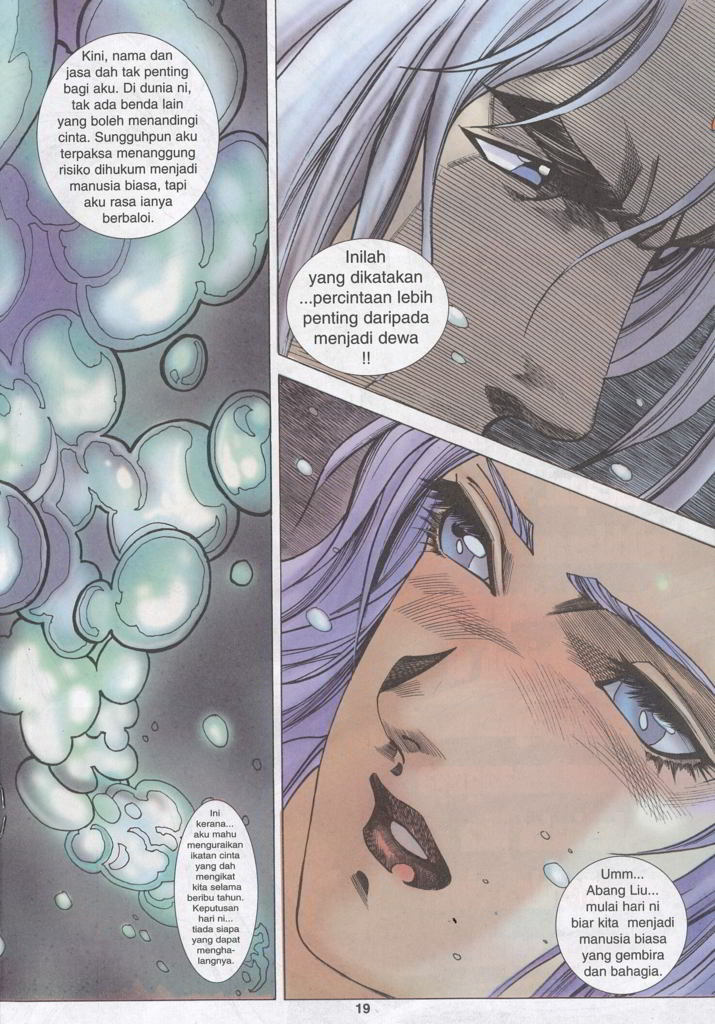 Kini, nama dan
jasa dah tak penting
bagi aku. Di dunia ni,
tak ada benda lain
yang boleh menandingi
cinta. Sungguhpun aku
terpaksa menanggung
risiko dihukum menjadi
manusia biasa, tapi
aku rasa ianya
berbaloi.
Inilah
yang dikatakan
...percintaan lebih
penting daripada
menjadi dewa
!!
Ini
kerana...
aku mahu
menguraikan
ikatan cinta
yang dah
mengikat
kita selama
beribu tahun.
Keputusan
hari ni...
tiada siapa
yang dapat
mengha-
langnya.
Umm...
Abang Liu...
mulai hari ni
biar kita menjadi
manusia biasa
yang gembira
dan bahagia.
19